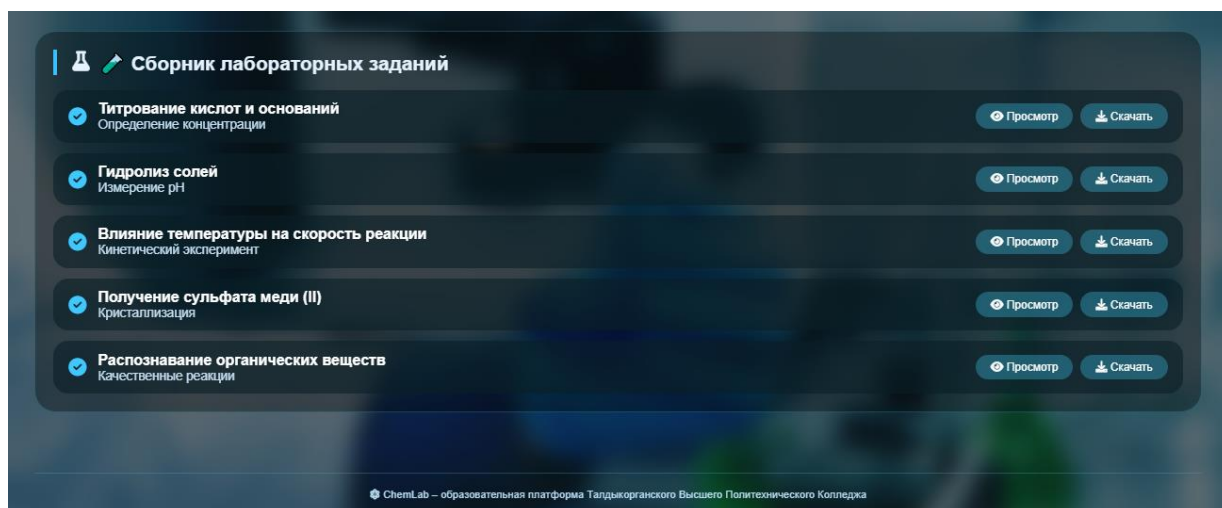 Сборник лабораторных заданий
Титрование кислот и оснований
Определение концентрации
Просмотр
Скачать
Гидролиз солей
Измерение pH
Просмотр
Скачать
Влияние температуры на скорость реакции
Кинетический эксперимент
Просмотр
Скачать
Получение сульфата меди (II)
Кристаллизация
Просмотр
Скачать
Распознавание органических веществ
Качественные реакции
Просмотр
Скачать
ChemLab – образовательная платформа Талдыкорганского Высшего Политехнического Колледжа